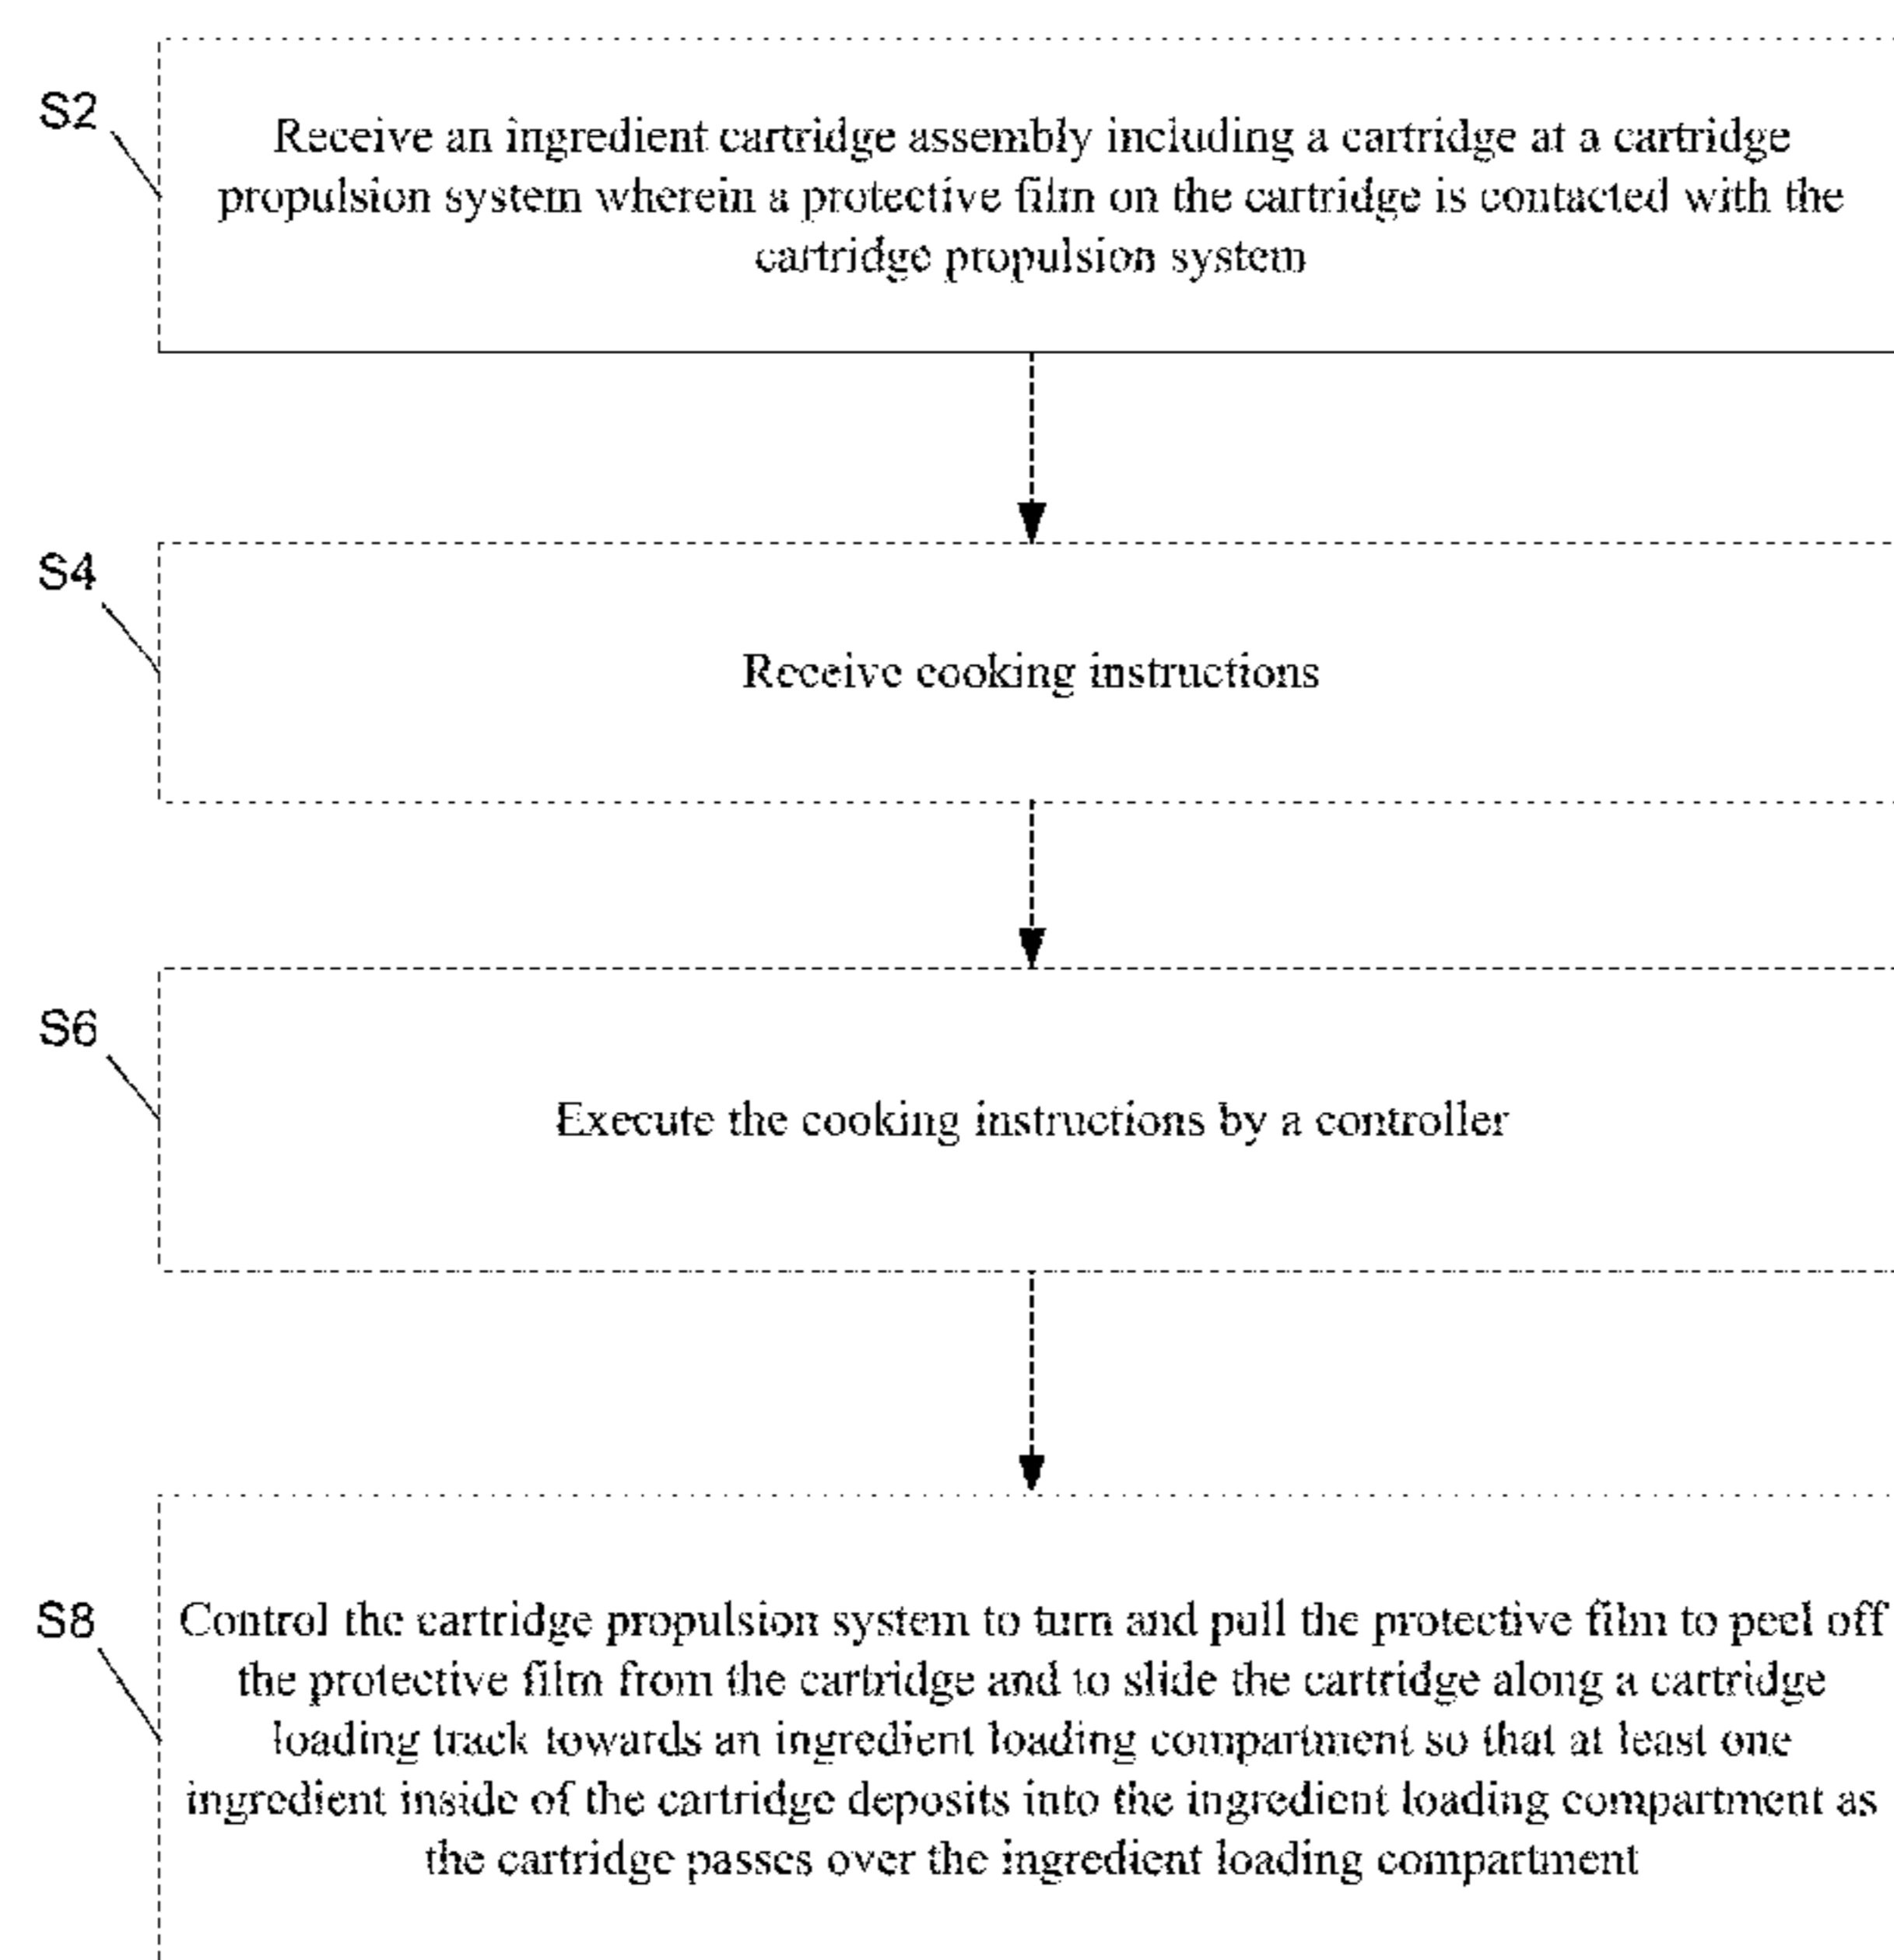 S2
Receive an ingredient cartridge assembly including a cartridge at a cartridge
propulsion system wherein a protective film on the cartridge is contacted with the
cartridge propulsion system
S4
Receive cooking instructions
S6
Execute the cooking instructions by a controller
S8
Control the cartridge propulsion system to turn and pull the protective film to peel off
the protective film from the cartridge and to slide the cartridge along a cartridge
loading track towards an ingredient loading compartment so that at least one
ingredient inside of the cartridge deposits into the ingredient loading compartment as
the cartridge passes over the ingredient loading compartment